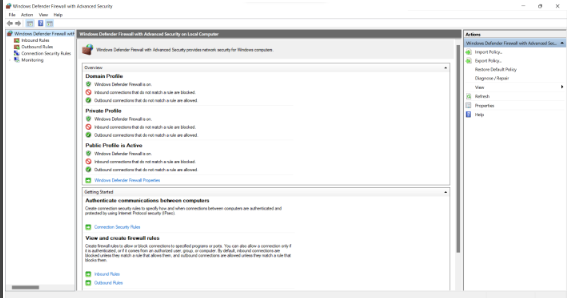 Windows Defender Firewall with Advanced Security
File Action View Help
Windows Defender Firewall with
Inbound Rules
Outbound Rules
Connection Security Rules
Monitoring
Windows Defender Firewall with Advanced Security on Local Computer
Windows Defender Firewall with Advanced Security provides network security for Windows computers.
Overview
Domain Profile
Windows Defender Firewall is on.
Inbound connections that do not match a rule are blocked.
Outbound connections that do not match a rule are allowed.
Private Profile
Windows Defender Firewall is on.
Inbound connections that do not match a rule are blocked.
Outbound connections that do not match a rule are allowed.
Public Profile is Active
Windows Defender Firewall is on.
Inbound connections that do not match a rule are blocked.
Outbound connections that do not match a rule are allowed.
Windows Defender Firewall Properties
Getting Started
Authenticate communications between computers
Create connection security rules to specify how and when connections between computers are authenticated and
protected by using Internet Protocol security (IPsec).
Connection Security Rules
View and create firewall rules
Create firewall rules to allow or block connections to specified programs or ports. You can also allow a connection only if
it is authenticated, or if it comes from an authorized user, group, or computer. By default, inbound connections are
blocked unless they match a rule that allows them, and outbound connections are allowed unless they match a rule that
blocks them.
Inbound Rules
Outbound Rules
Actions
Windows Defender Firewall with Advanced Sec...
Import Policy...
Export Policy...
Restore Default Policy
Diagnose / Repair
View
Refresh
Properties
Help